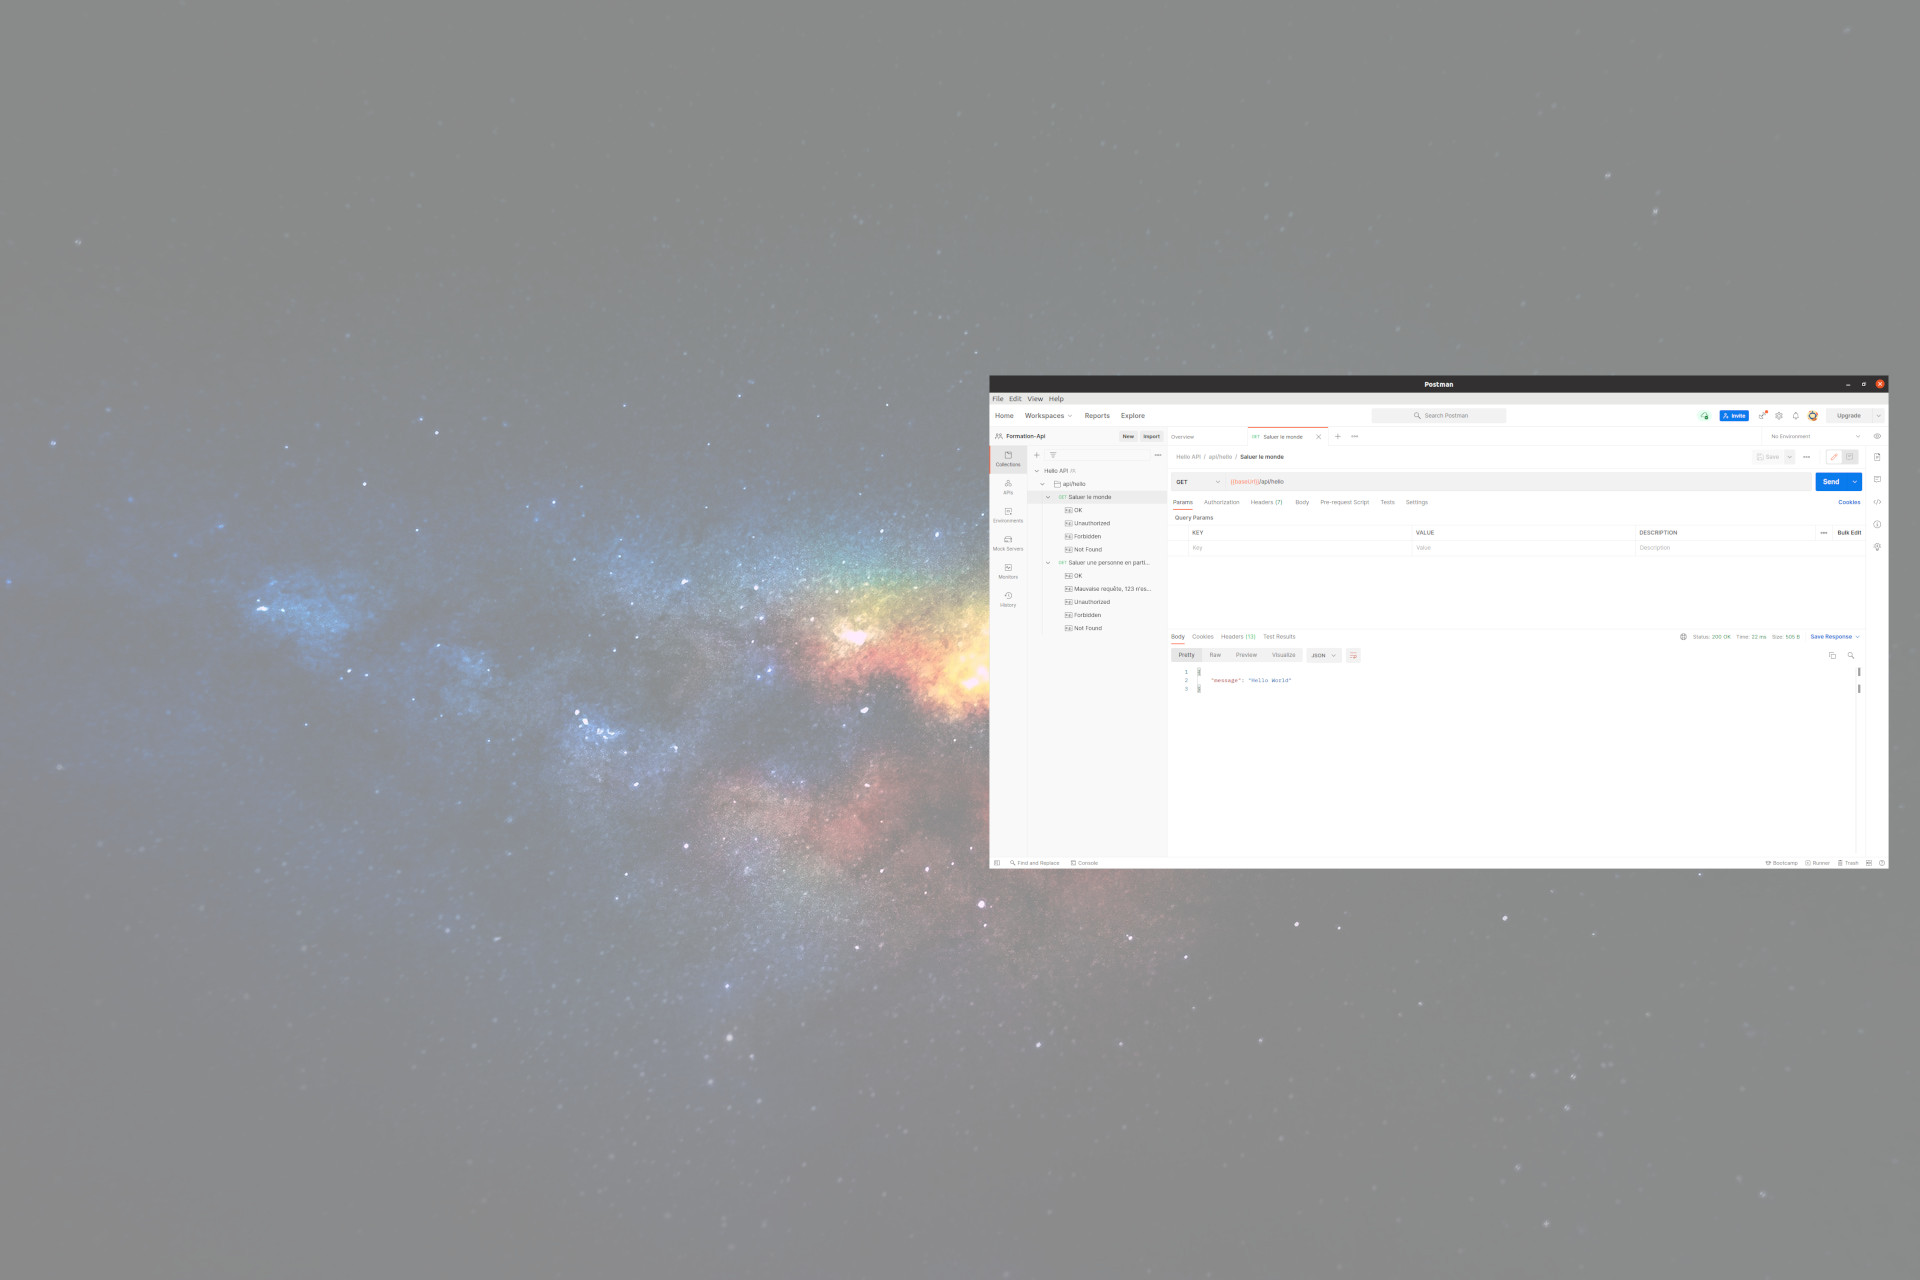 Postman
File Edit View Help
Home Workspaces Reports Explore Search Postman Invite Upgrade
Formation-Api New Import Overview GET Saluer le monde No Environment
Collections
APIs
Environments
Mock Servers
Monitors
History
Hello API
api/hello
GET Saluer le monde
OK
Unauthorized
Forbidden
Not Found
GET Saluer une personne en parti...
OK
Mauvaise requête, 123 n'es...
Unauthorized
Forbidden
Not Found
Hello API / api/hello / Saluer le monde Save
GET {{baseUrl}}/api/hello Send
Params Authorization Headers (7) Body Pre-request Script Tests Settings Cookies
Query Params
KEY VALUE DESCRIPTION Bulk Edit
Key Value Description
Body Cookies Headers (13) Test Results Status: 200 OK Time: 22 ms Size: 505 B Save Response
Pretty Raw Preview Visualize JSON
1
2 "message": "Hello World"
3
Find and Replace Console Bootcamp Runner Trash